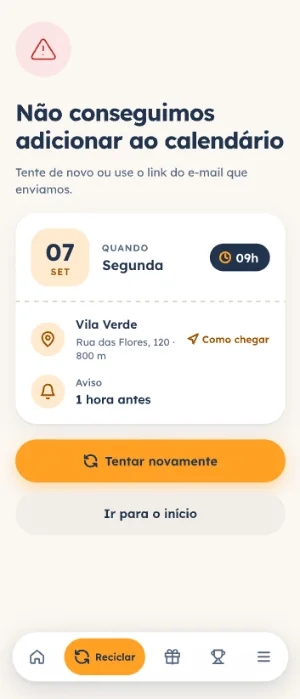 Não conseguimos
adicionar ao calendário
Tente de novo ou use o link do e-mail que
enviamos.
07
SET
QUANDO
Segunda
09h
Vila Verde
Rua das Flores, 120 ·
800 m
Como chegar
Aviso
1 hora antes
Tentar novamente
Ir para o início
Reciclar